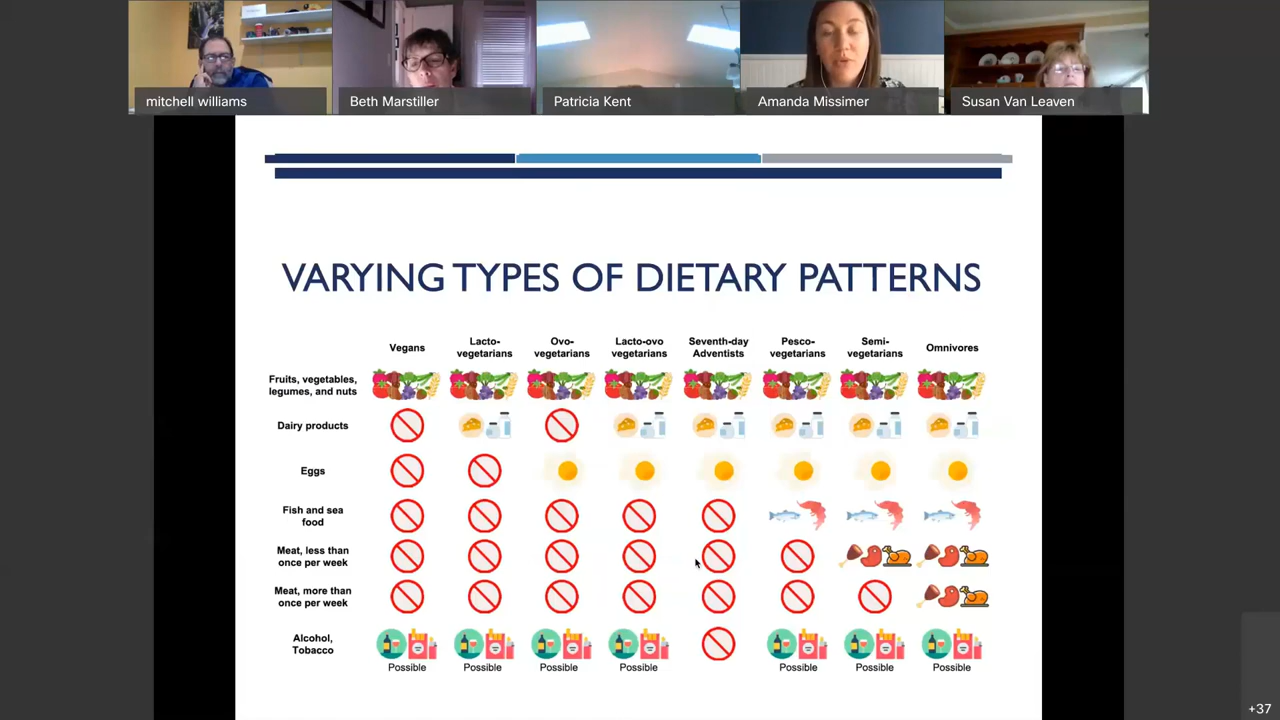 mitchell williams
Beth Marstiller
Patricia Kent
Amanda Missimer
Susan Van Leaven
VARYING TYPES OF DIETARY PATTERNS
Vegans
Lacto-
vegetarians
Ovo-
vegetarians
Lacto-ovo
vegetarians
Seventh-day
Adventists
Pesco-
vegetarians
Semi-
vegetarians
Omnivores
Fruits, vegetables,
legumes, and nuts
Dairy products
Eggs
Fish and sea
food
Meat, less than
once per week
Meat, more than
once per week
Alcohol,
Tobacco
Possible
Possible
Possible
Possible
Possible
Possible
Possible
+37